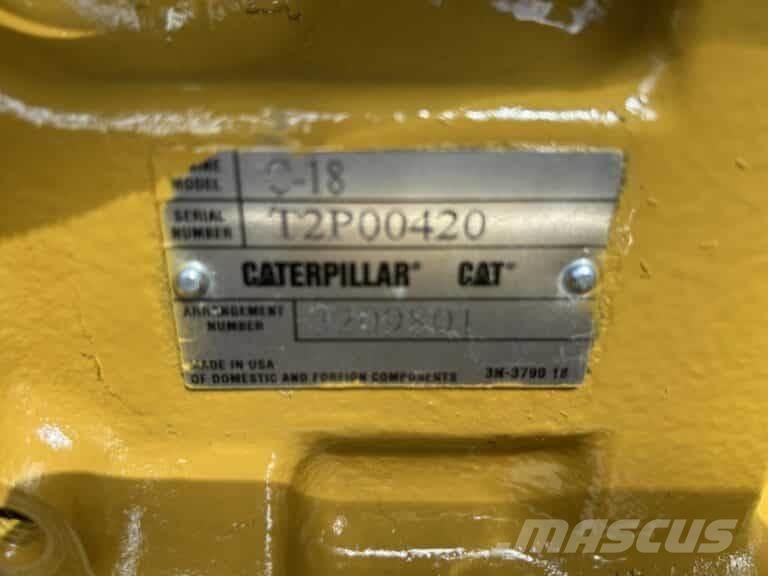 MODEL C-18
SERIAL
NUMBER T2P00420
CATERPILLAR® CAT®
ARRANGEMENT
NUMBER 3209801
MADE IN USA
OF DOMESTIC AND FOREIGN COMPONENTS 3N-3790 18
MASCUS